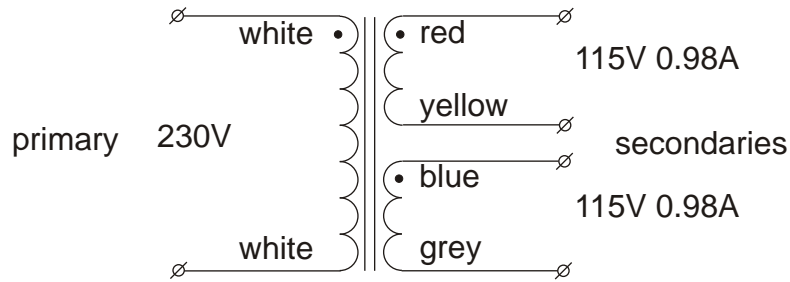 white
red
115V 0.98A
yellow
primary 230V
secondaries
blue
115V 0.98A
white
grey